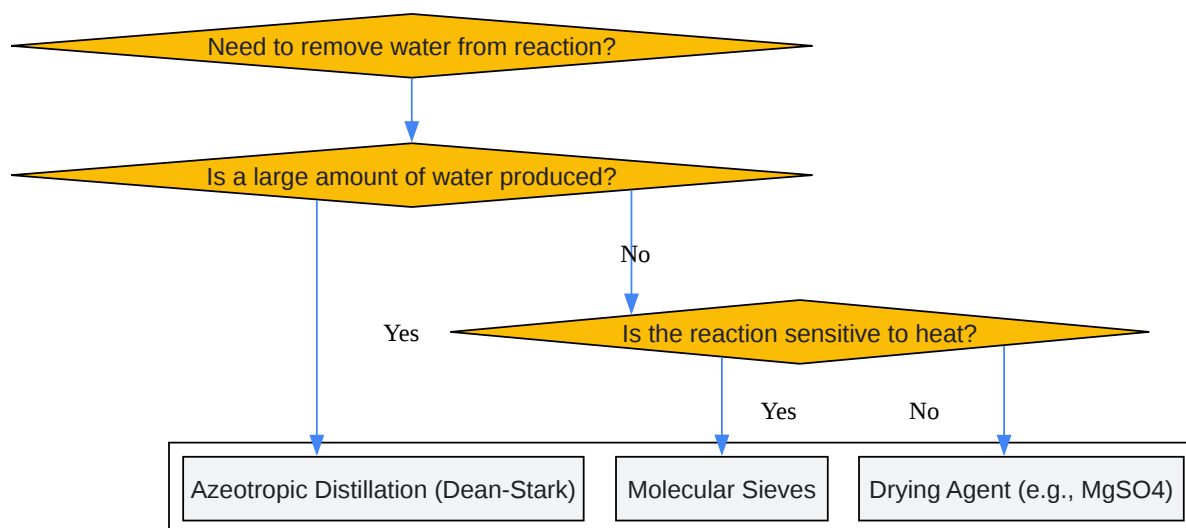 Need to remove water from reaction?
Is a large amount of water produced?
No
Yes
Is the reaction sensitive to heat?
Yes
No
Azeotropic Distillation (Dean-Stark)
Molecular Sieves
Drying Agent (e.g., MgSO4)